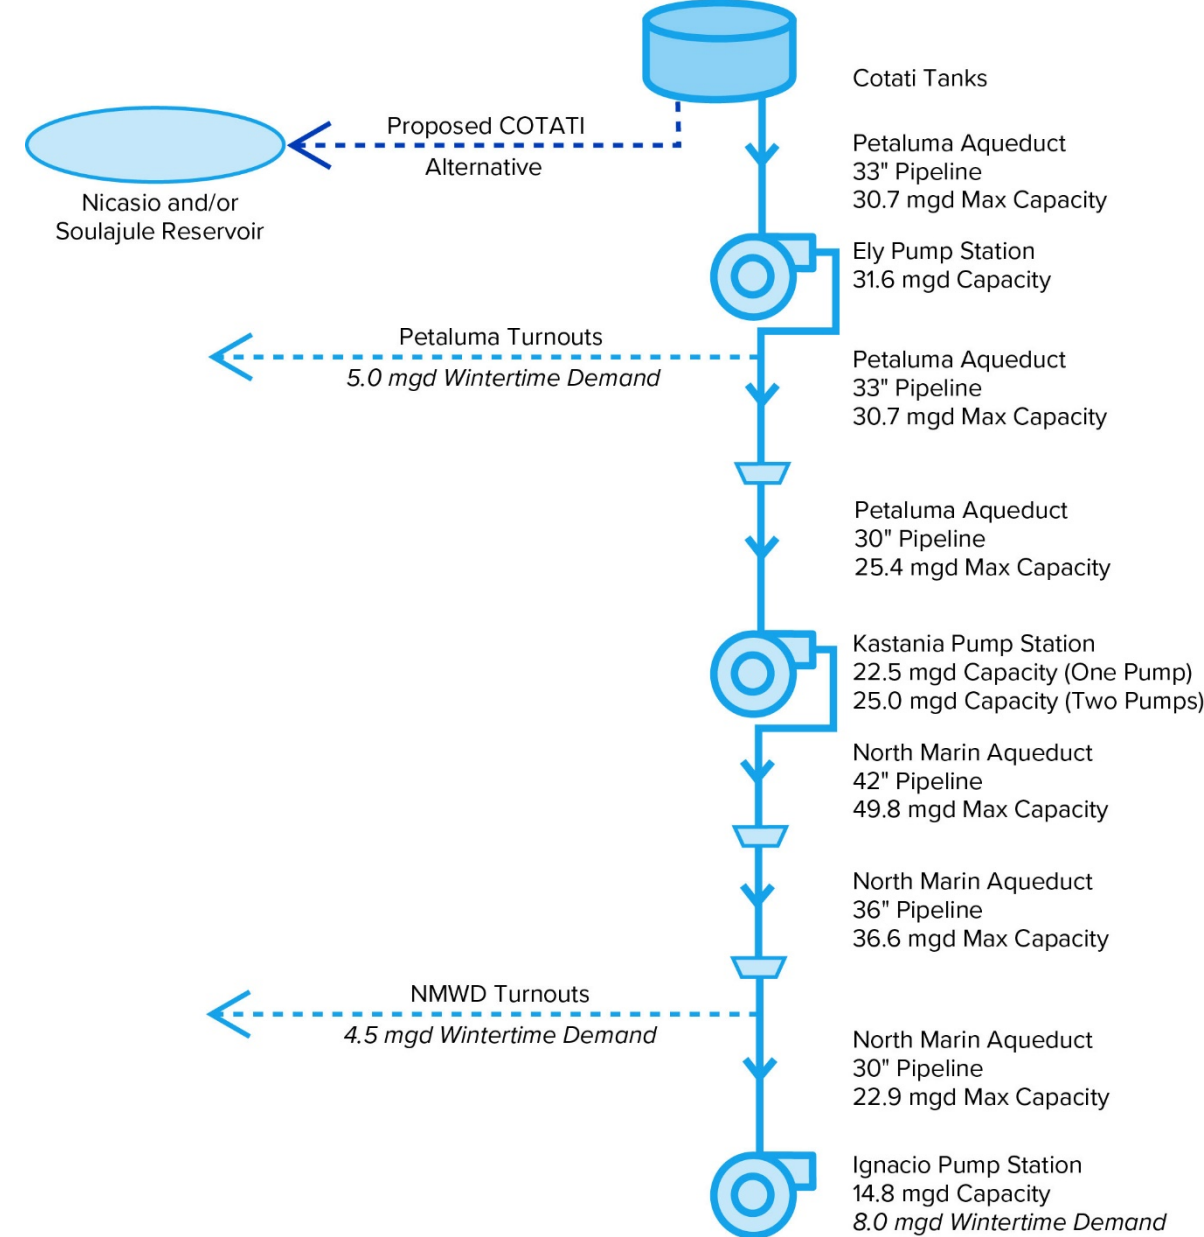 Cotati Tanks
Proposed COTATI
Alternative
Nicasio and/or
Soulajule Reservoir
Petaluma Aqueduct
33" Pipeline
30.7 mgd Max Capacity
Ely Pump Station
31.6 mgd Capacity
Petaluma Turnouts
5.0 mgd Wintertime Demand
Petaluma Aqueduct
33" Pipeline
30.7 mgd Max Capacity
Petaluma Aqueduct
30" Pipeline
25.4 mgd Max Capacity
Kastania Pump Station
22.5 mgd Capacity (One Pump)
25.0 mgd Capacity (Two Pumps)
North Marin Aqueduct
42" Pipeline
49.8 mgd Max Capacity
North Marin Aqueduct
36" Pipeline
36.6 mgd Max Capacity
NMWD Turnouts
4.5 mgd Wintertime Demand
North Marin Aqueduct
30" Pipeline
22.9 mgd Max Capacity
Ignacio Pump Station
14.8 mgd Capacity
8.0 mgd Wintertime Demand